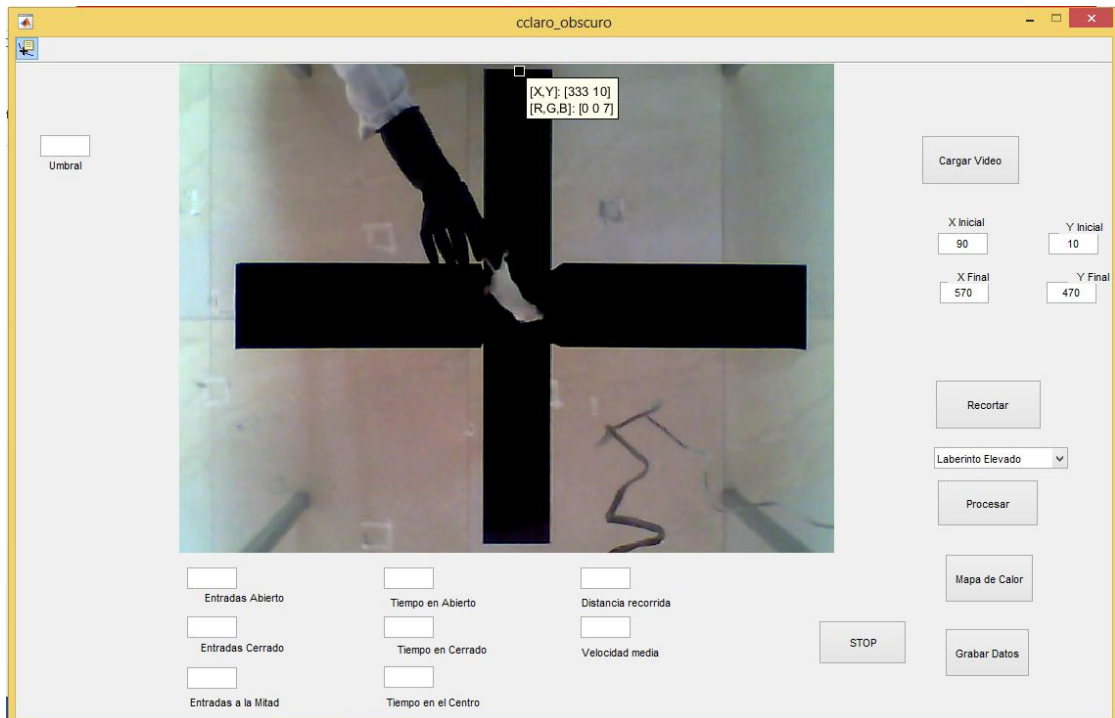 cclaro_obscuro
[X,Y]: [333 10]
[R,G,B]: [0 0 7]
Umbral
Cargar Video
X Inicial
Y Inicial
90
10
X Final
Y Final
570
470
Recortar
Laberinto Elevado
Procesar
Mapa de Calor
Entradas Abierto
Tiempo en Abierto
Distancia recorrida
Entradas Cerrado
Tiempo en Cerrado
Velocidad media
STOP
Grabar Datos
Entradas a la Mitad
Tiempo en el Centro